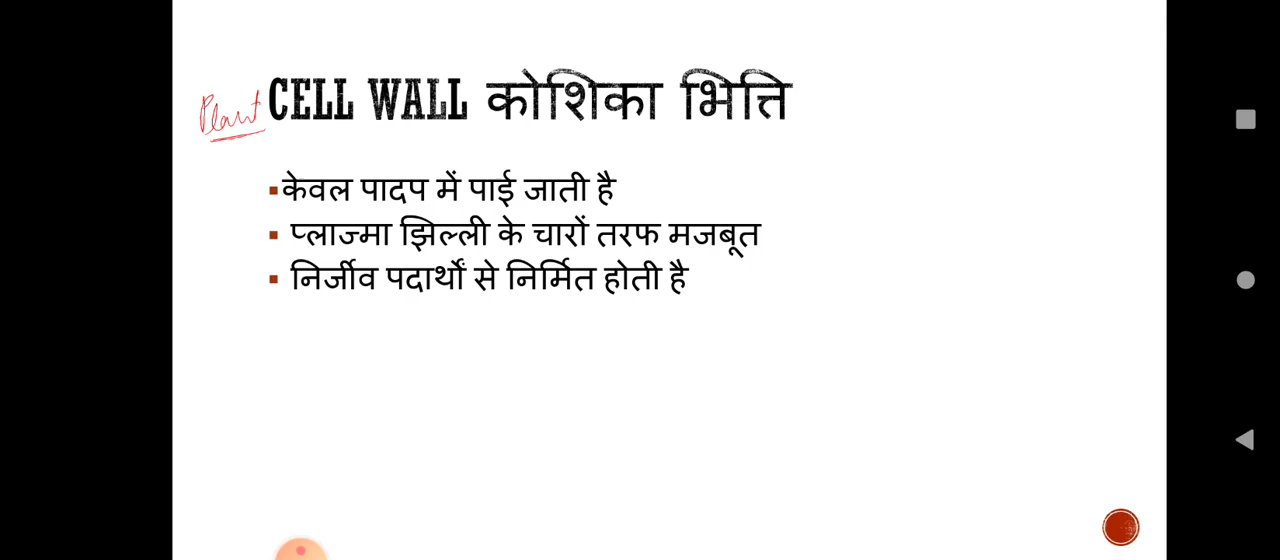 Plant CELL WALL कोशिका भित्ति
▪केवल पादप में पाई जाती है
▪ प्लाज्मा झिल्ली के चारों तरफ मजबूत
▪ निर्जीव पदार्थों से निर्मित होती है